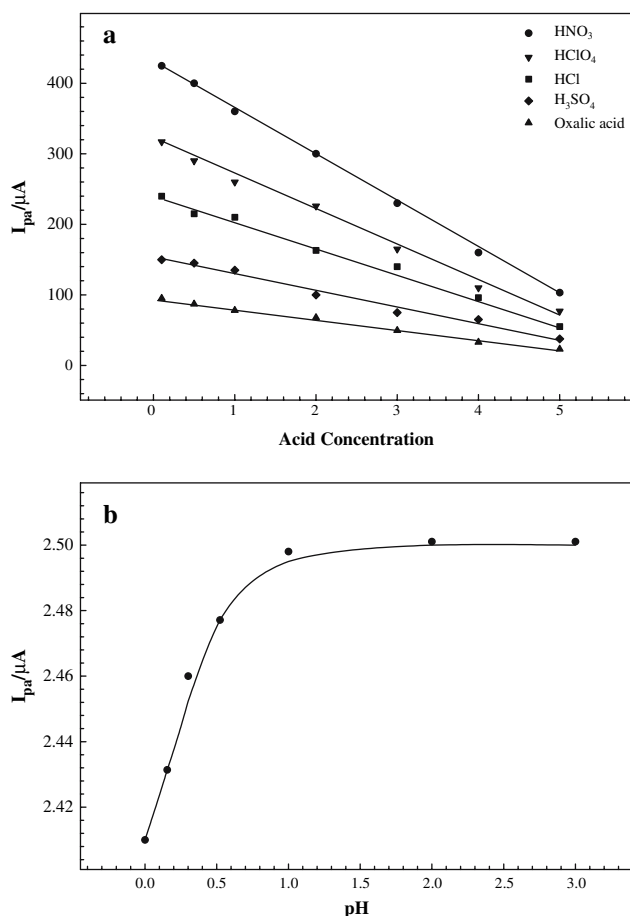 a
HNO₃
HClO₄
HCl
H₃SO₄
Oxalic acid
I_pa/μA
400
300
200
100
0
0 1 2 3 4 5
Acid Concentration
b
I_pa/μA
2.50
2.48
2.46
2.44
2.42
0.0 0.5 1.0 1.5 2.0 2.5 3.0
pH